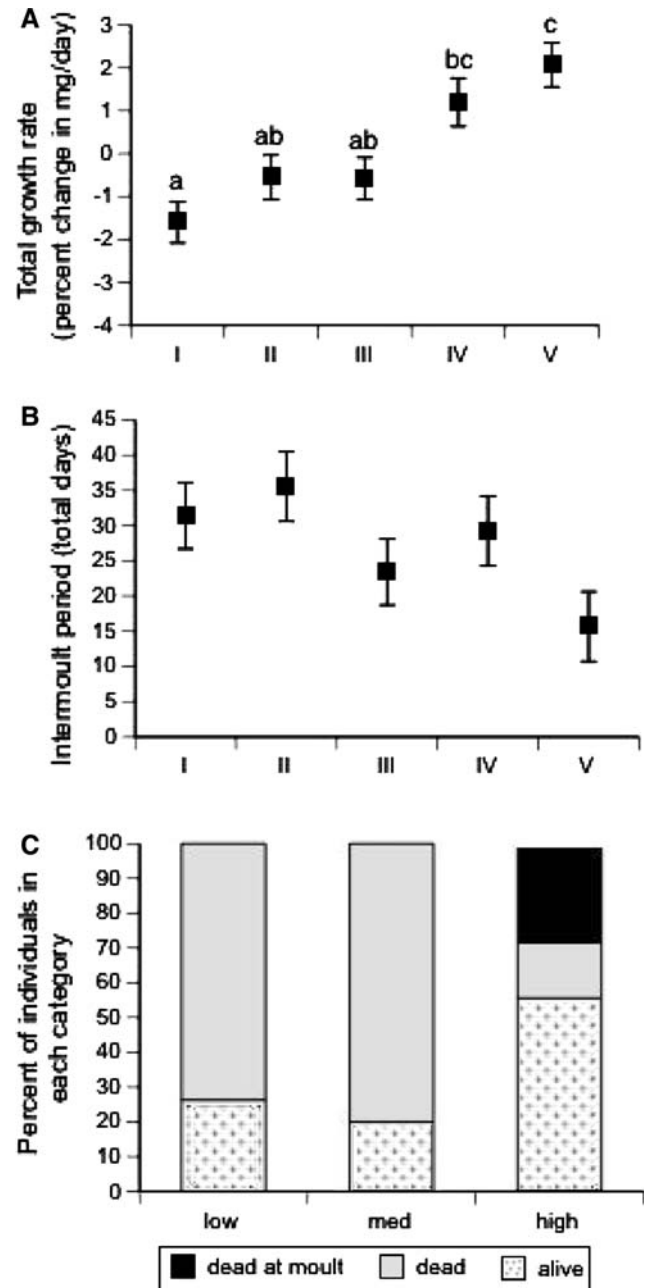 A
Total growth rate
(percent change in mg/day)
3
2
1
0
-1
-2
-3
-4
a
ab
ab
bc
c
I
II
III
IV
V
B
Intermoult period (total days)
45
40
35
30
25
20
15
10
5
0
I
II
III
IV
V
C
Percent of individuals in
each category
100
90
80
70
60
50
40
30
20
10
0
low
med
high
dead at moult
dead
alive